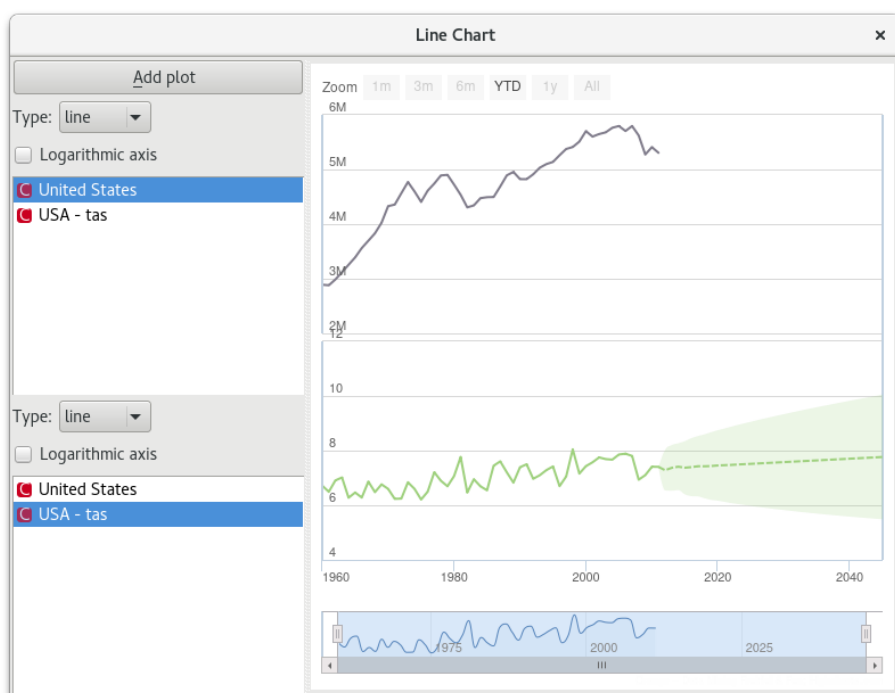 Line Chart
×
Add plot
Type: line
Logarithmic axis
United States
USA - tas
Type: line
Logarithmic axis
United States
USA - tas
Zoom 1m 3m 6m YTD 1y All
6M
5M
4M
3M
2M
12
10
8
6
4
1960 1980 2000 2020 2040
1975 2000 2025